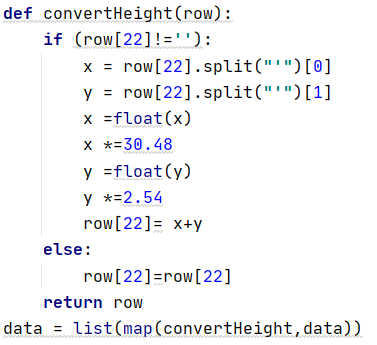 def convertHeight(row):
    if (row[22]!=''):
        x = row[22].split("'")[0]
        y = row[22].split("'")[1]
        x =float(x)
        x *=30.48
        y =float(y)
        y *=2.54
        row[22]= x+y
    else:
        row[22]=row[22]
    return row
data = list(map(convertHeight,data))